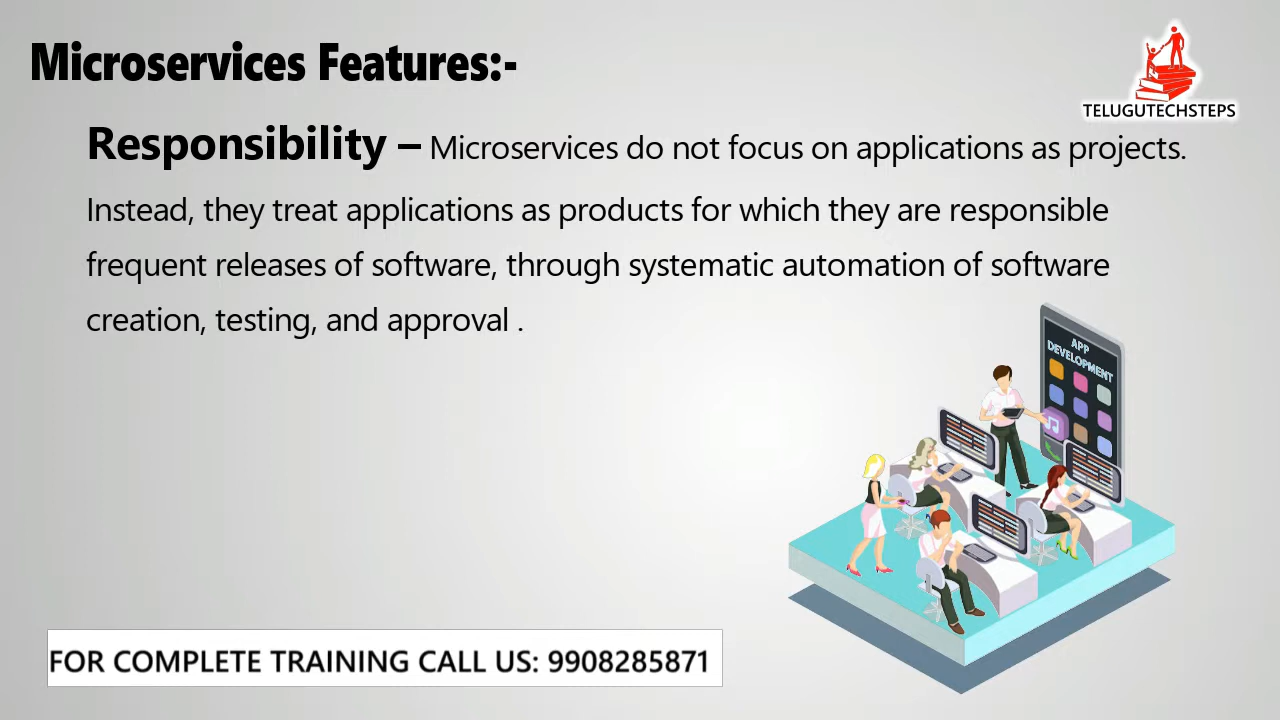 Microservices Features:-
TELUGUTECHSTEPS
Responsibility – Microservices do not focus on applications as projects.
Instead, they treat applications as products for which they are responsible
frequent releases of software, through systematic automation of software
creation, testing, and approval .
APP
DEVELOPMENT
FOR COMPLETE TRAINING CALL US: 9908285871